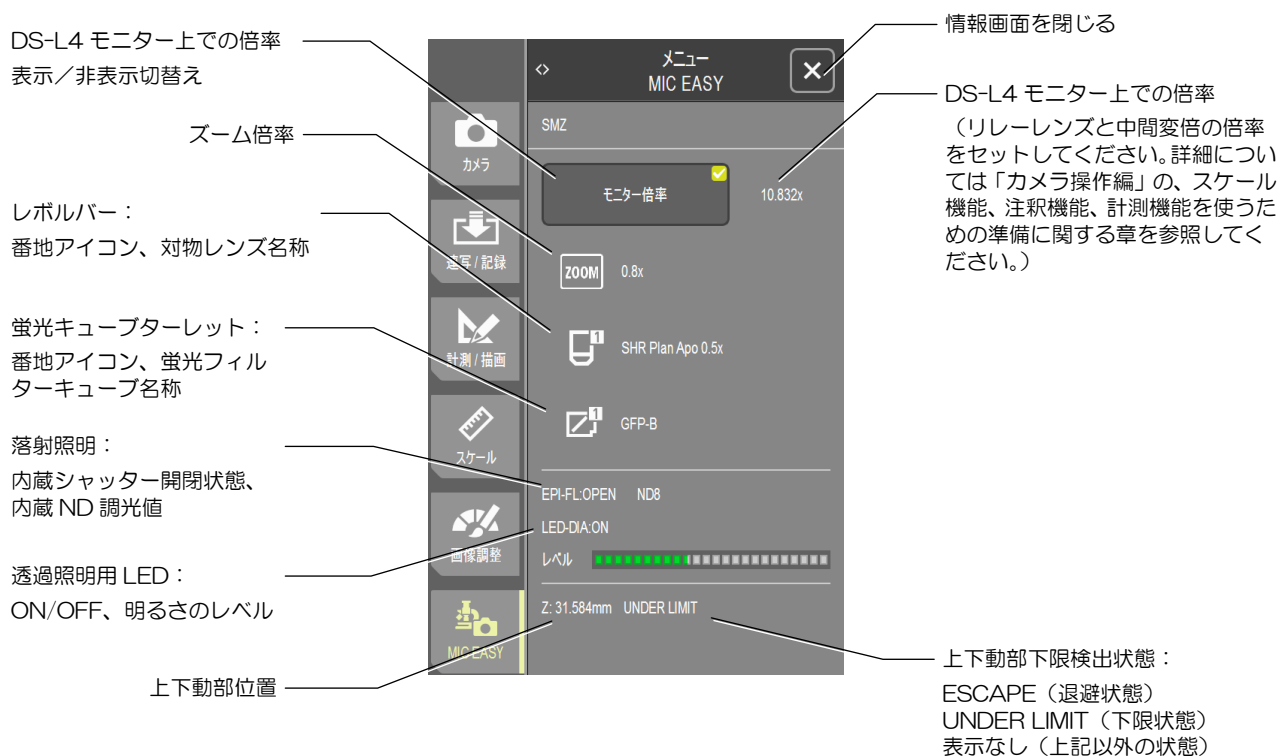 DS-L4 モニター上での倍率
表示／非表示切替え
ズーム倍率
レボルバー：
番地アイコン、対物レンズ名称
蛍光キューブターレット：
番地アイコン、蛍光フィル
ターキューブ名称
落射照明：
内蔵シャッター開閉状態、
内蔵 ND 調光値
透過照明用 LED：
ON/OFF、明るさのレベル
上下動部位置
カメラ
連写 / 記録
計測 / 描画
スケール
画像調整
MIC EASY
<>
メニュー
MIC EASY
SMZ
モニター倍率
10.832x
ZOOM
0.8x
1
SHR Plan Apo 0.5x
1
GFP-B
EPI-FL:OPEN ND8
LED-DIA:ON
レベル
Z: 31.584mm UNDER LIMIT
情報画面を閉じる
DS-L4 モニター上での倍率
（リレーレンズと中間変倍の倍率
をセットしてください。詳細につい
ては「カメラ操作編」の、スケール
機能、注釈機能、計測機能を使うた
めの準備に関する章を参照してく
ださい。）
上下動部下限検出状態：
ESCAPE（退避状態）
UNDER LIMIT（下限状態）
表示なし（上記以外の状態）